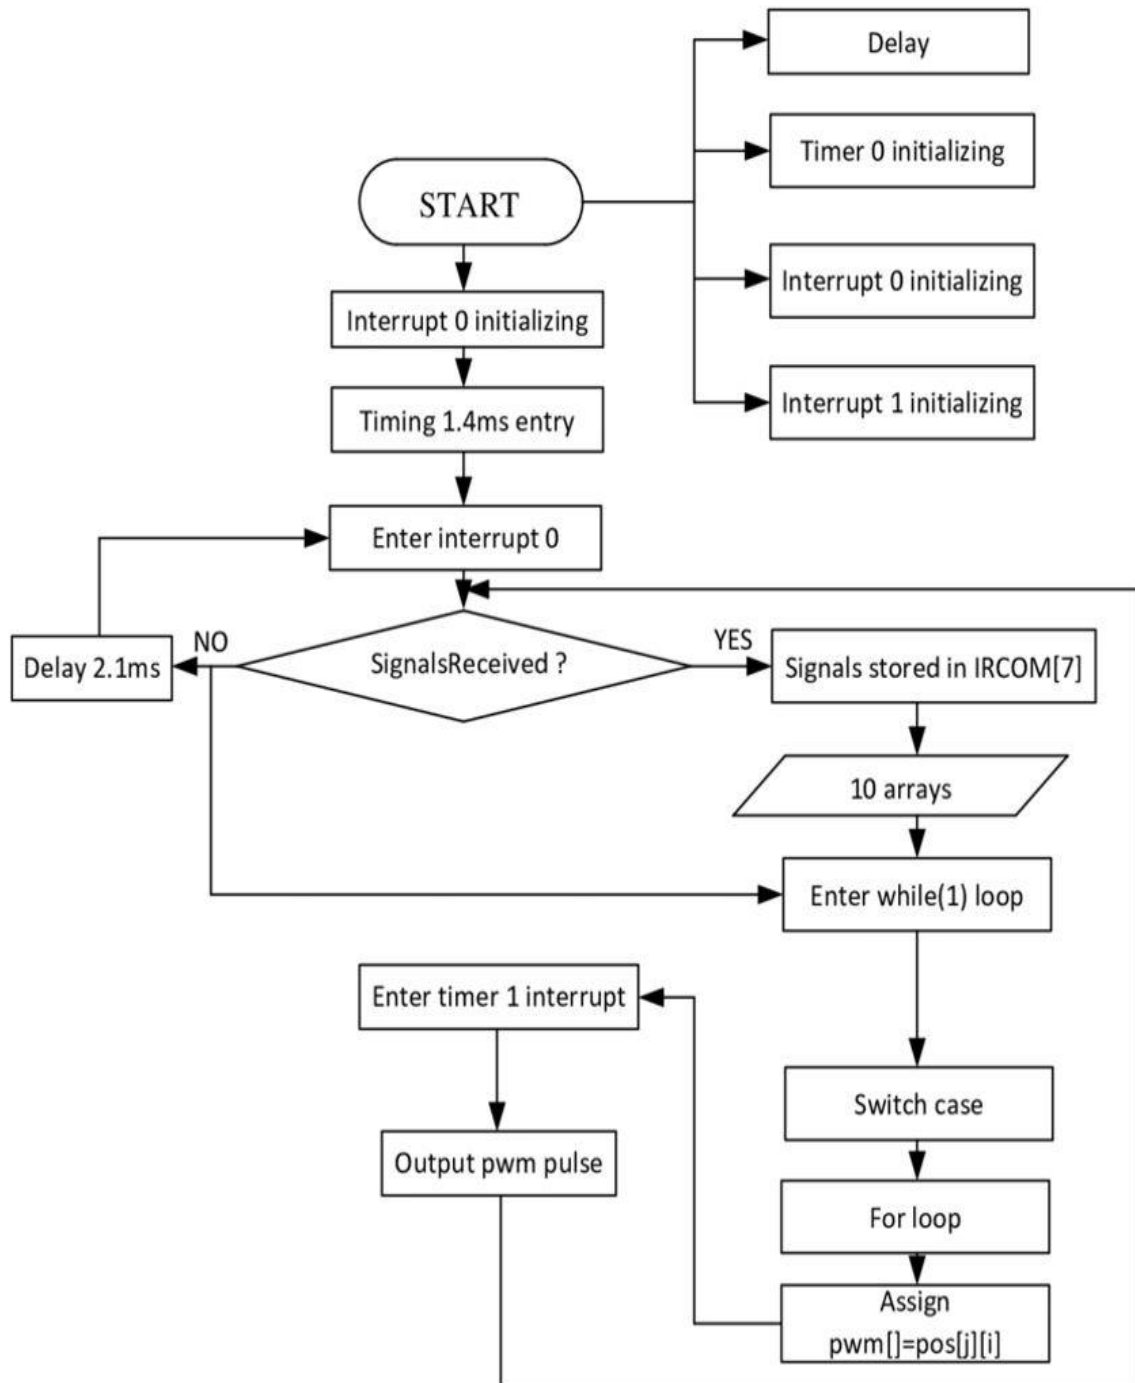 Delay
Timer 0 initializing
START
Interrupt 0 initializing
Interrupt 0 initializing
Timing 1.4ms entry
Interrupt 1 initializing
Enter interrupt 0
NO
YES
Delay 2.1ms
SignalsReceived ?
Signals stored in IRCOM[7]
10 arrays
Enter while(1) loop
Enter timer 1 interrupt
Switch case
Output pwm pulse
For loop
Assign
pwm[]=pos[j][i]